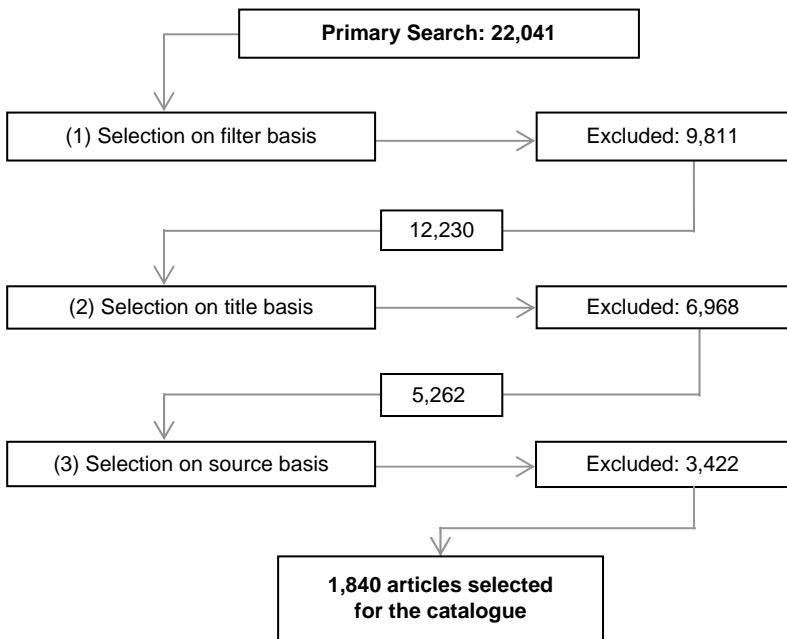 Primary Search: 22,041
(1) Selection on filter basis
Excluded: 9,811
12,230
(2) Selection on title basis
Excluded: 6,968
5,262
(3) Selection on source basis
Excluded: 3,422
1,840 articles selected
for the catalogue